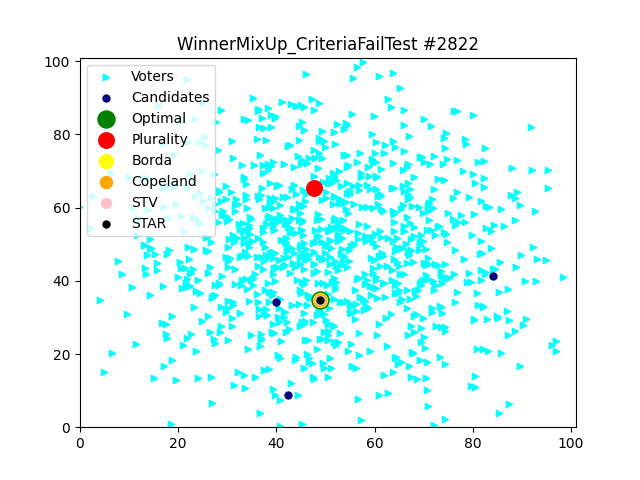 WinnerMixUp_CriteriaFailTest #2822
100
80
60
40
20
0
0
20
40
60
80
100
Voters
Candidates
Optimal
Plurality
Borda
Copeland
STV
STAR